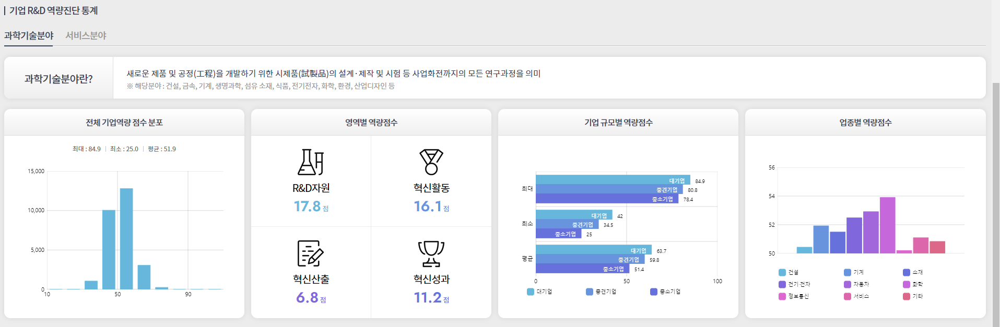 기업 R&D 역량진단 통계
과학기술분야 서비스분야
과학기술분야란?
새로운 제품 및 공정(工程)을 개발하기 위한 시제품(試製品)의 설계·제작 및 시험 등 사업화전까지의 모든 연구과정을 의미
※ 해당분야 : 건설, 금속, 기계, 생명과학, 섬유 소재, 식품, 전기전자, 화학, 환경, 산업디자인 등
전체 기업역량 점수 분포
최대 : 84.9 | 최소 : 25.0 | 평균 : 51.9
15,000
10,000
5,000
0
10 50 90
영역별 역량점수
R&D자원
17.8 점
혁신활동
16.1 점
혁신산출
6.8 점
혁신성과
11.2 점
기업 규모별 역량점수
최대
대기업 84.9
중견기업 80.8
중소기업 78.4
최소
대기업 42
중견기업 34.5
중소기업 25
평균
대기업 63.7
중견기업 59.8
중소기업 51.4
0 50 100
대기업 중견기업 중소기업
업종별 역량점수
56
54
52
50
건설 기계 소재
전기·전자 자동차 화학
정보통신 서비스 기타